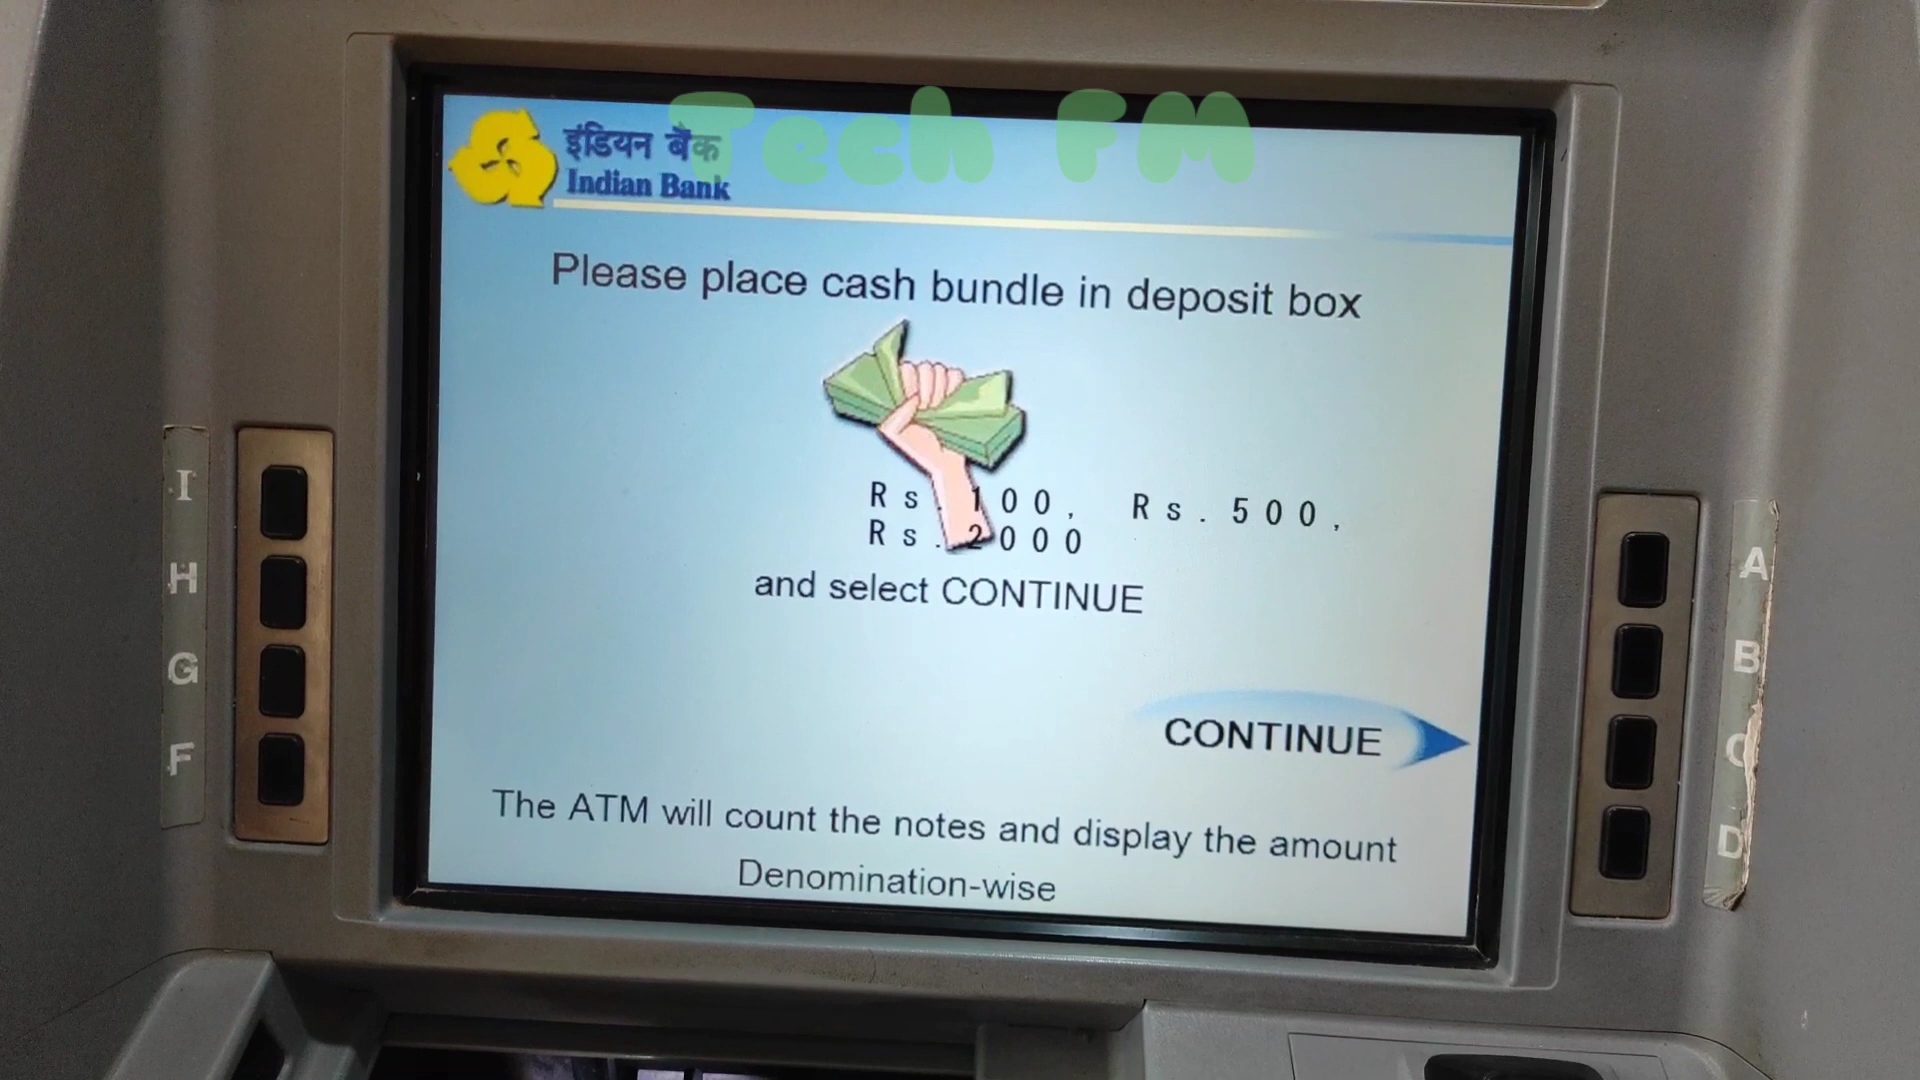 Tech FM
इंडियन बैंक
Indian Bank
Please place cash bundle in deposit box
Rs.100, Rs.500,
Rs.2000
and select CONTINUE
CONTINUE
The ATM will count the notes and display the amount
Denomination-wise
I
H
G
F
A
B
C
D